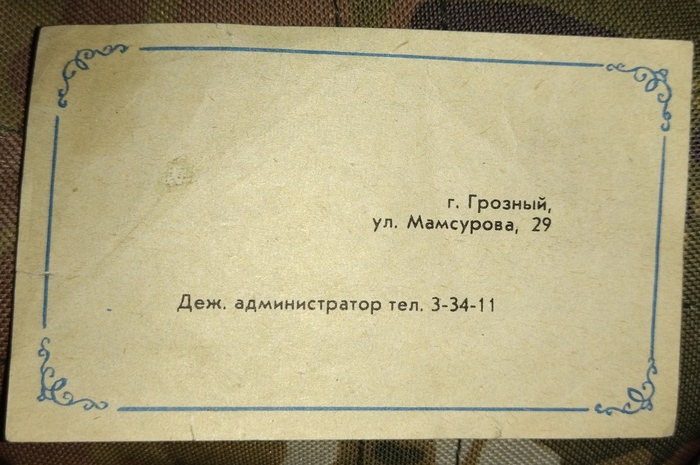 г. Грозный,
ул. Мамсурова, 29
Деж. администратор тел. 3-34-11